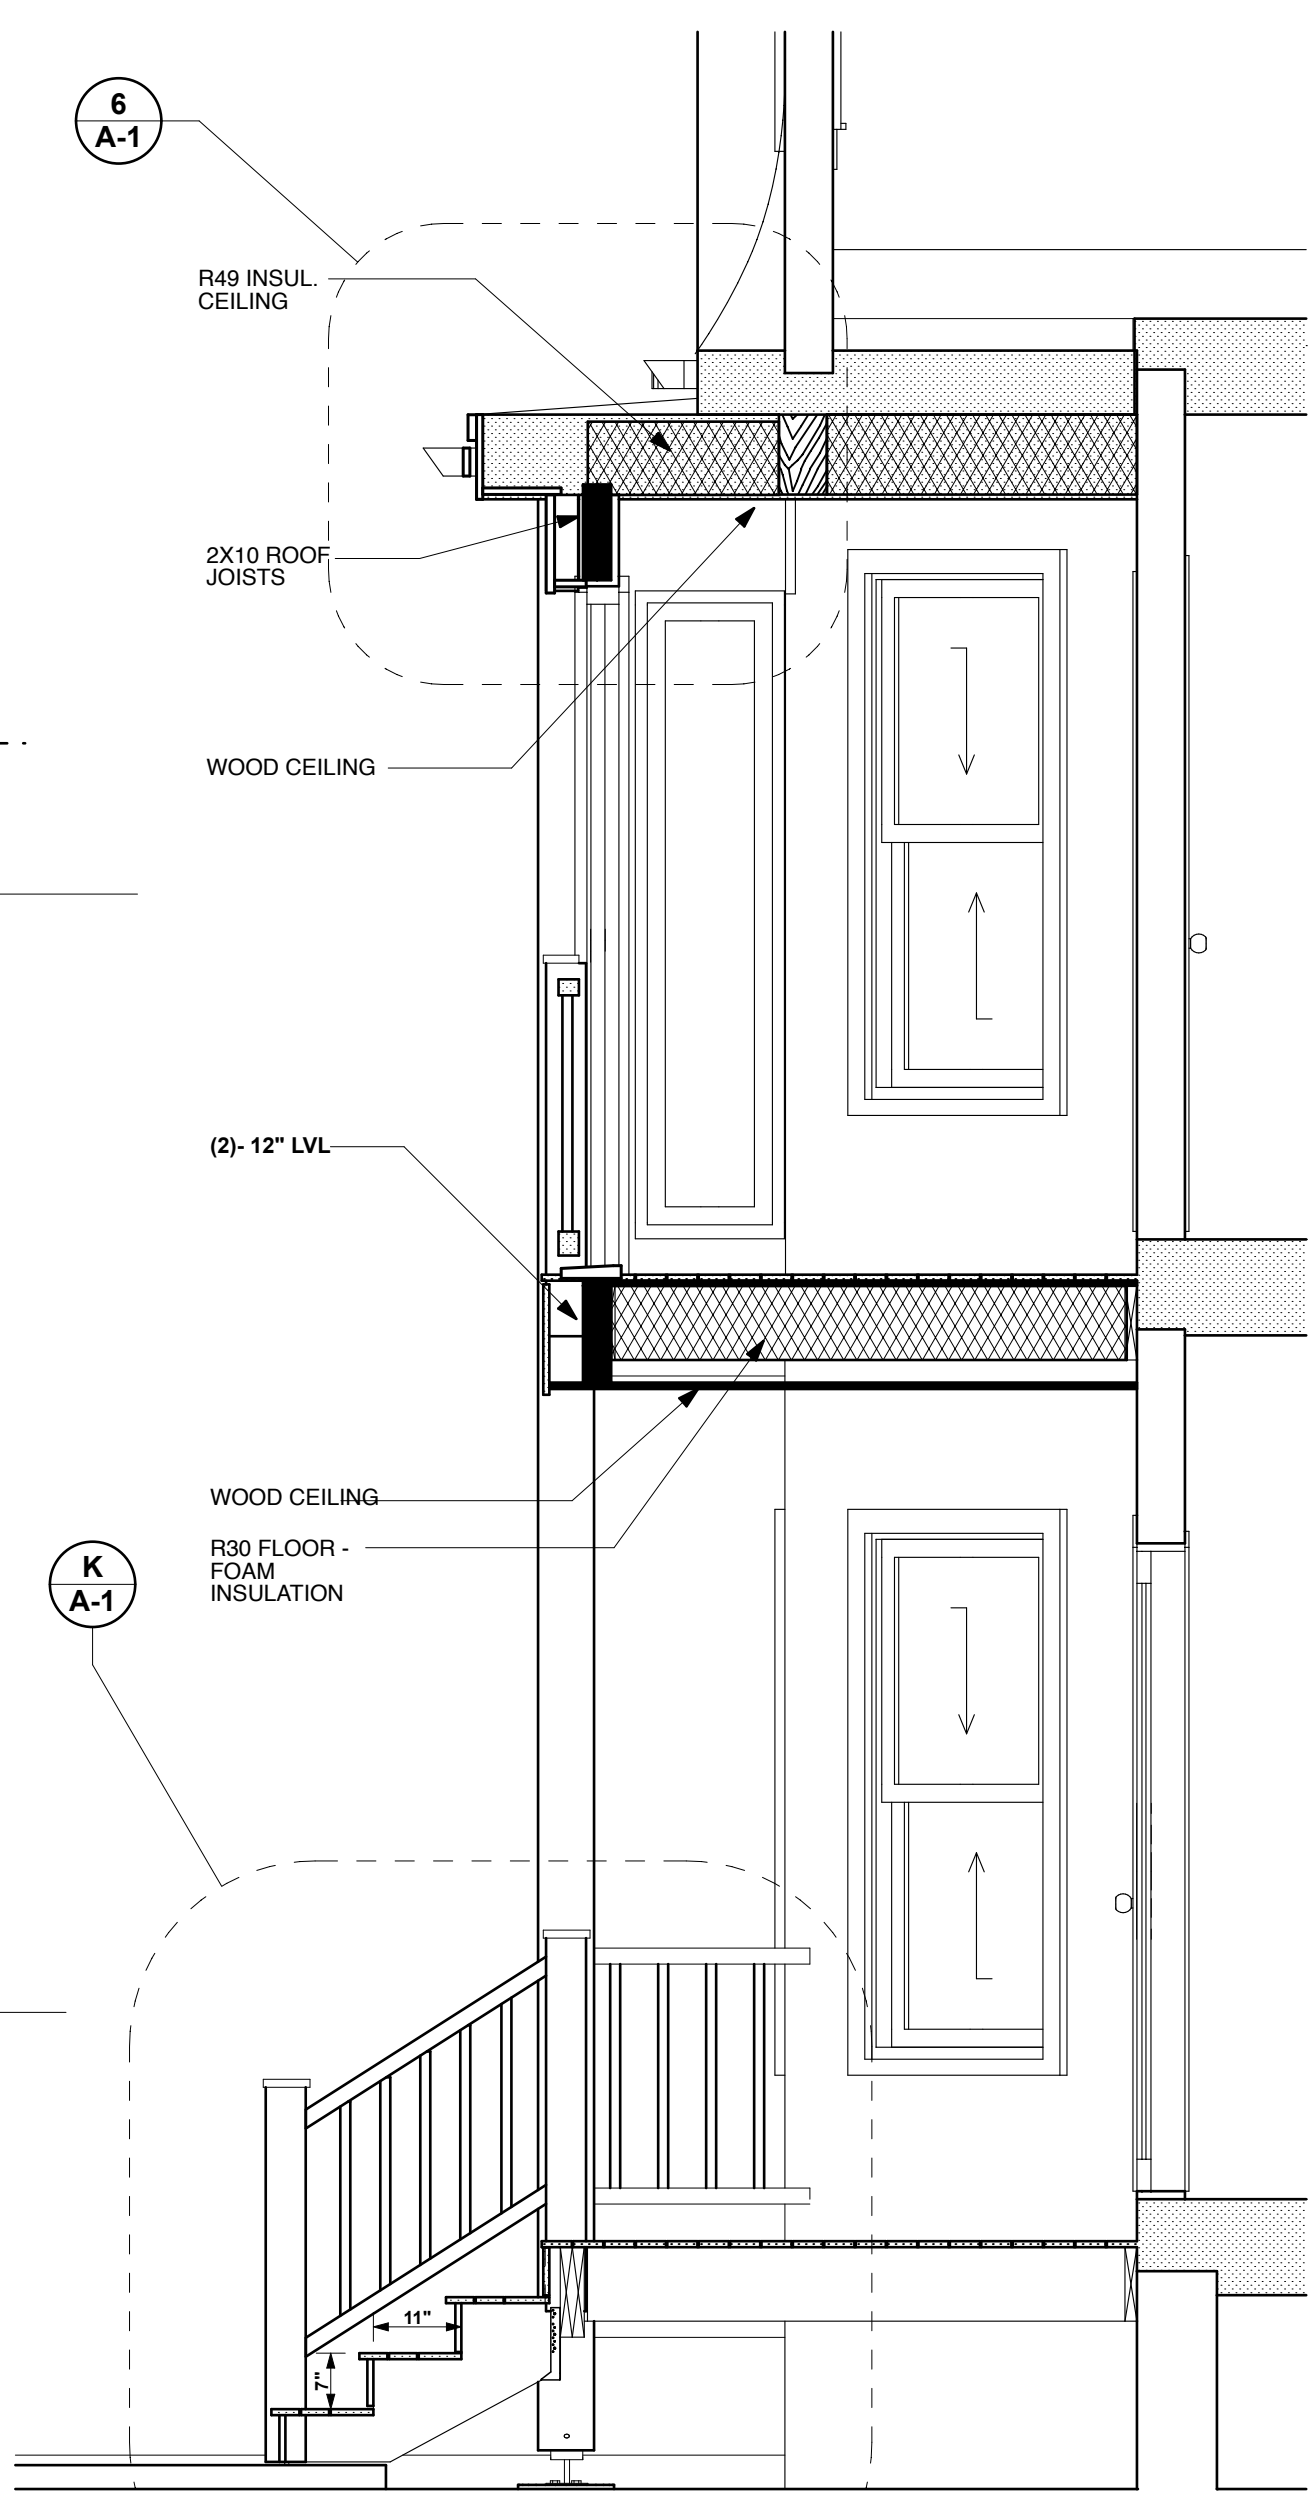 6
A-1
R49 INSUL.
CEILING
2X10 ROOF
JOISTS
WOOD CEILING
(2)- 12" LVL
WOOD CEILING
R30 FLOOR -
FOAM
INSULATION
K
A-1
11"
7"